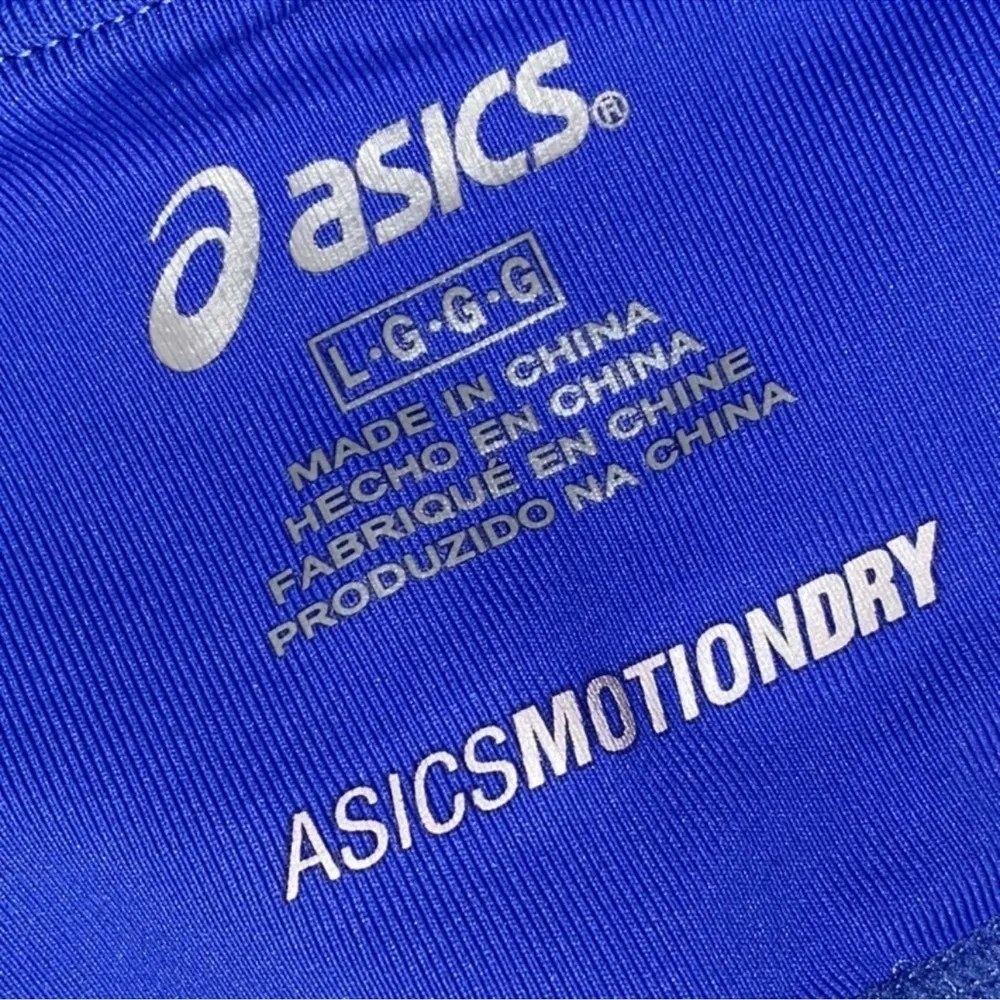 asics®
L·G·G·G
MADE IN CHINA
HECHO EN CHINA
FABRIQUÉ EN CHINE
PRODUZIDO NA CHINA
ASICSMOTIONDRY